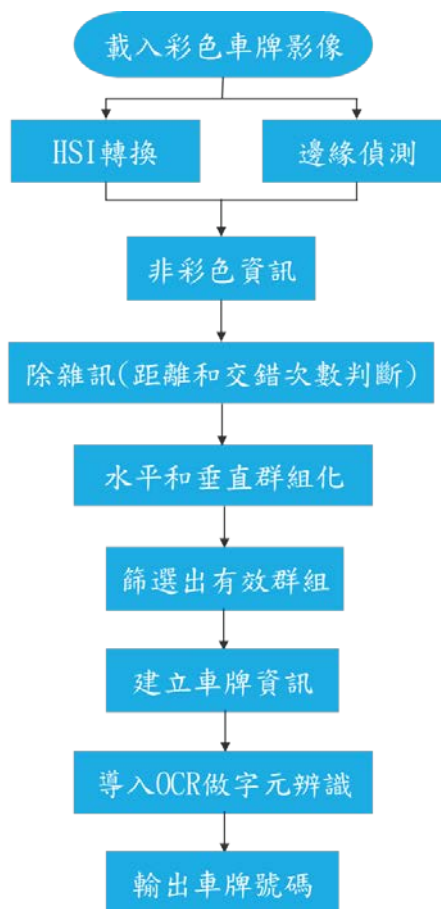 載入彩色車牌影像
HSI轉換
邊緣偵測
非彩色資訊
除雜訊(距離和交錯次數判斷)
水平和垂直群組化
篩選出有效群組
建立車牌資訊
導入OCR做字元辨識
輸出車牌號碼